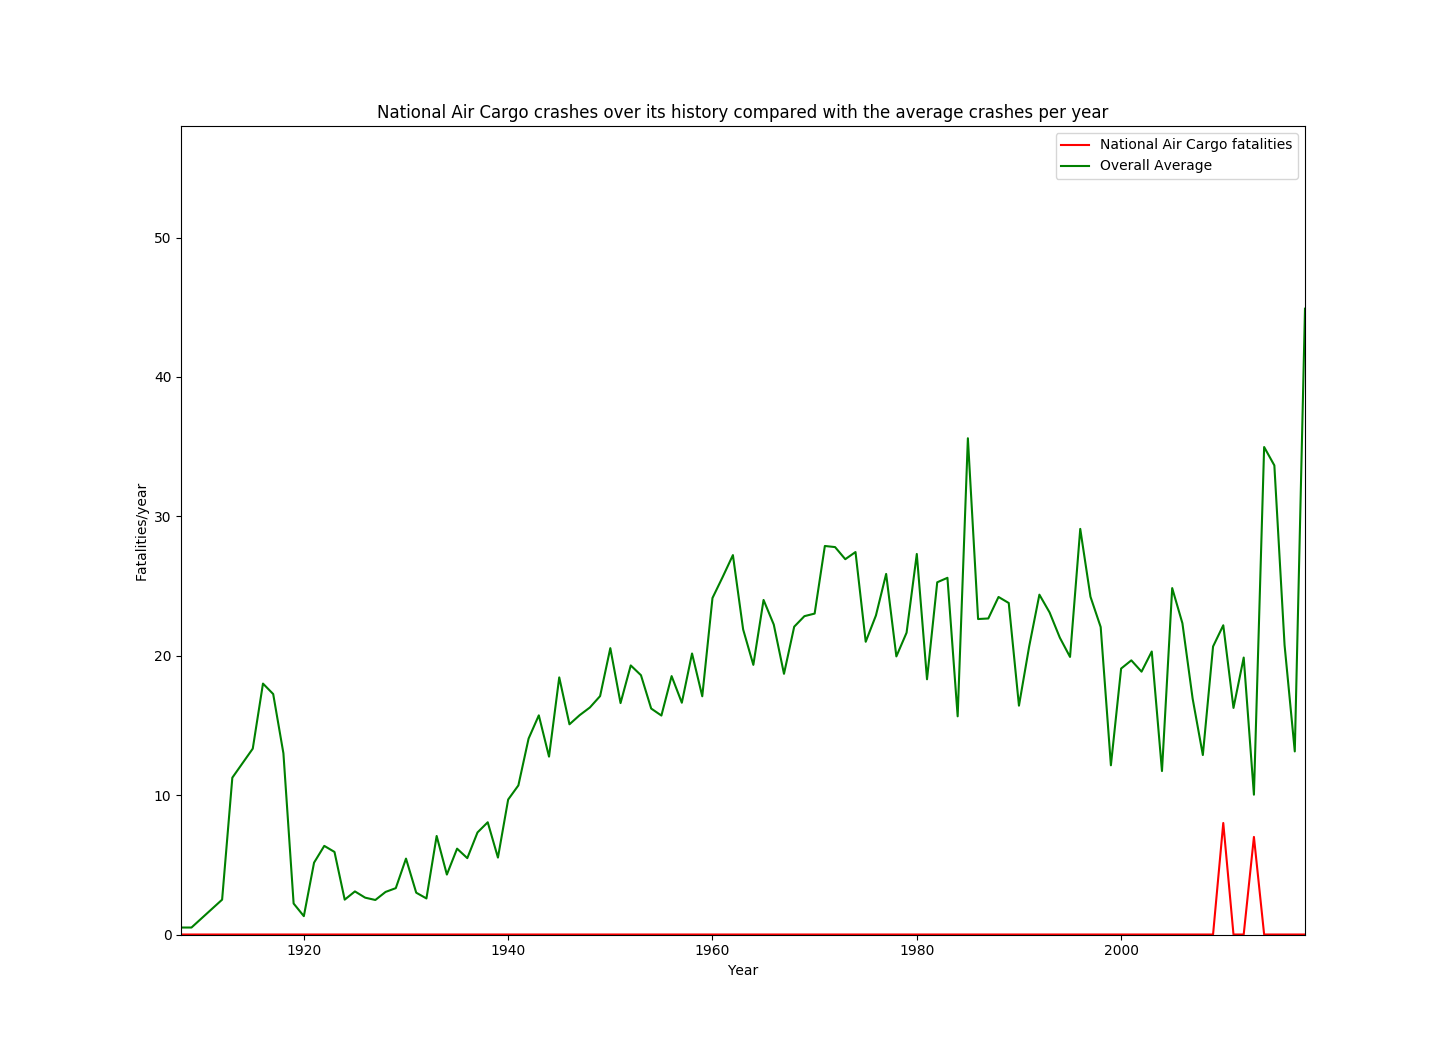 National Air Cargo crashes over its history compared with the average crashes per year
National Air Cargo fatalities
Overall Average
50
40
30
20
10
0
Fatalities/year
1920
1940
1960
1980
2000
Year